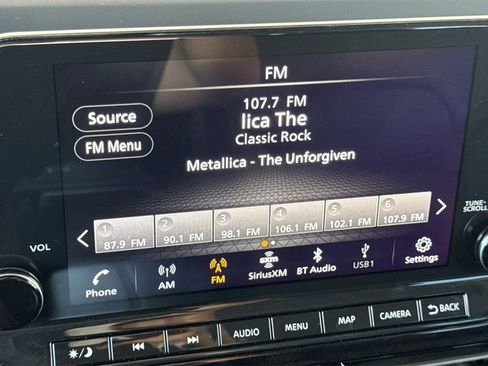 FM
107.7 FM
lica The
Classic Rock
Metallica - The Unforgiven
Source
FM Menu
1 2 3 4 5 6
87.9 FM 90.1 FM 98.1 FM 106.1 FM 102.1 FM 107.9 FM
Phone AM FM SiriusXM BT Audio USB1 Settings
sxm
VOL
TUNE-
SCROLL
AUDIO MENU MAP CAMERA BACK